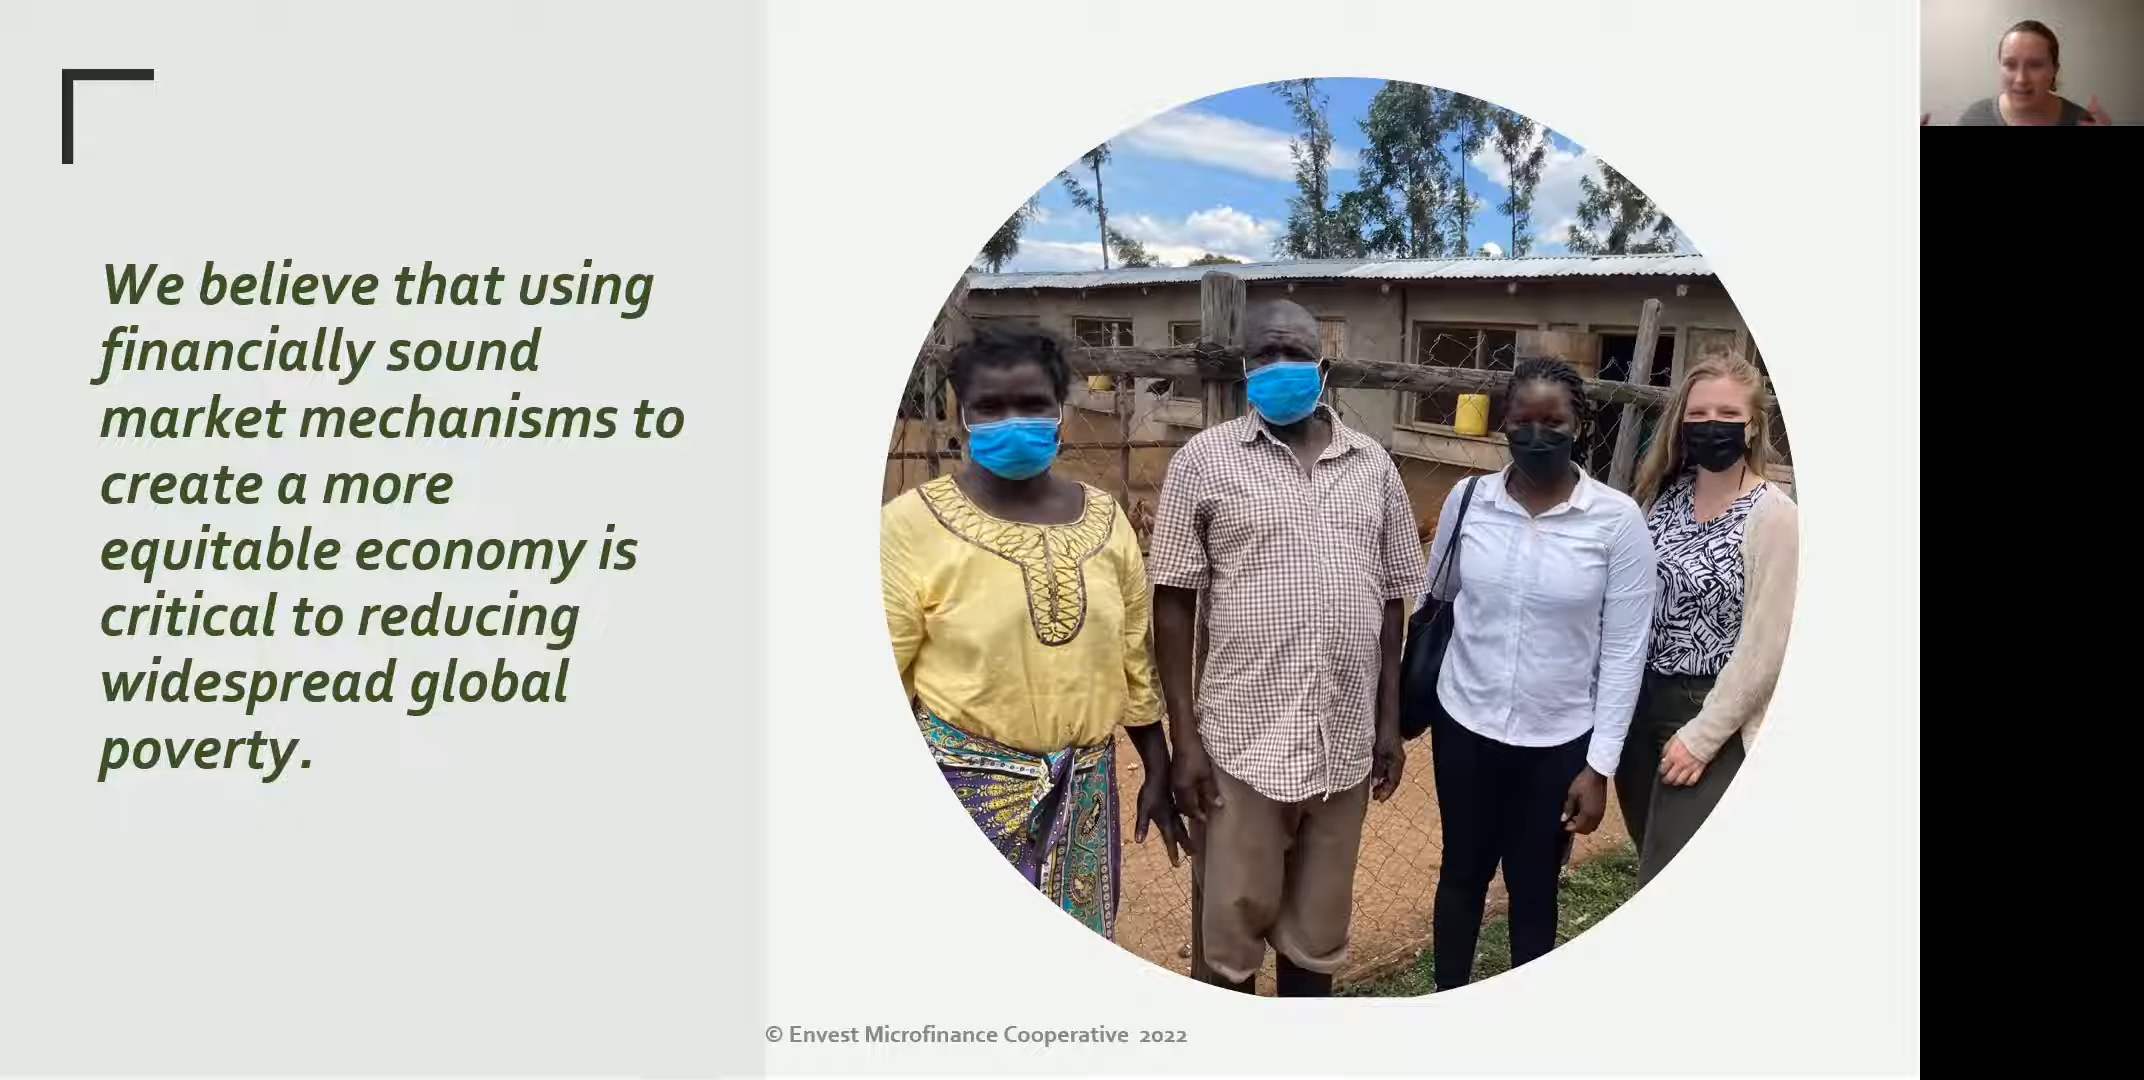 We believe that using
financially sound
market mechanisms to
create a more
equitable economy is
critical to reducing
widespread global
poverty.
© Envest Microfinance Cooperative 2022